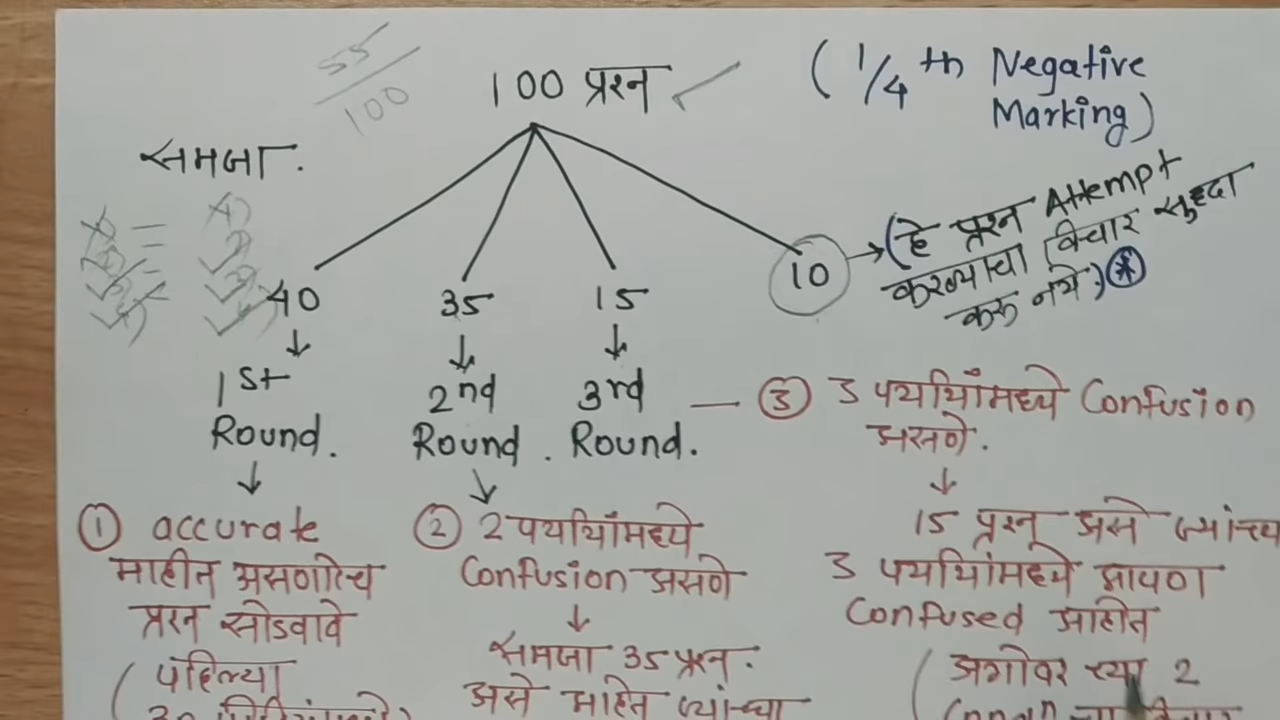 55/100
100 प्रश्न
(1/4th Negative
Marking)
समजा.
40
35
15
10 → (हे प्रश्न Attempt
करण्याचा विचार सुद्दा
करू नये.)
1st
Round.
2nd
Round.
3rd
Round.
① accurate
माहीत असणारेच
प्रश्न सोडवावे
(पहिल्या
② 2 पर्यायांमध्ये
Confusion असणे
समजा 35 प्रश्न.
असे माहित ज्यांच्या
③ 3 पर्यायांमध्ये Confusion
असणे.
15 प्रश्न असे
3 पर्यायांमध्ये आपण
Confused आहोत
(अगोदर च्या 2